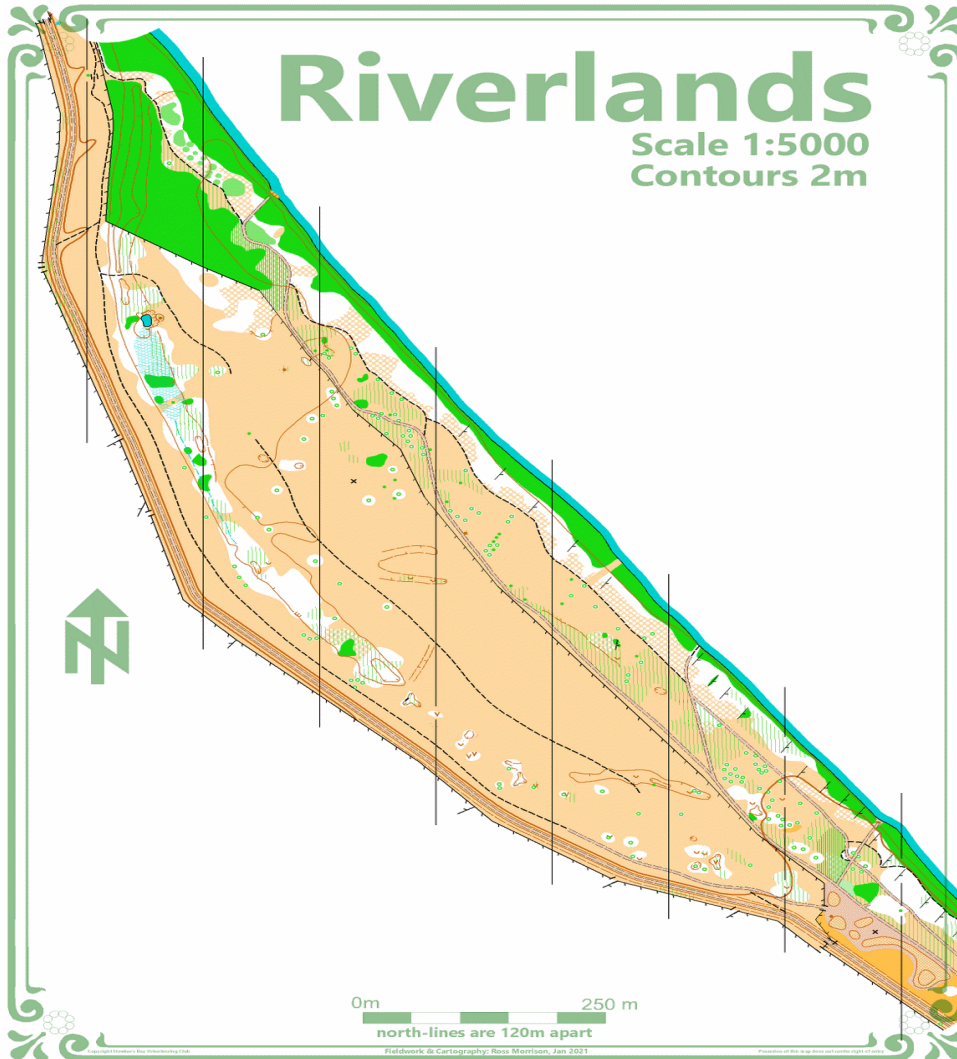 Riverlands
Scale 1:5000
Contours 2m
N
0m 250 m
north-lines are 120m apart
Fieldwork & Cartography: Ross Morrison, Jan 2021